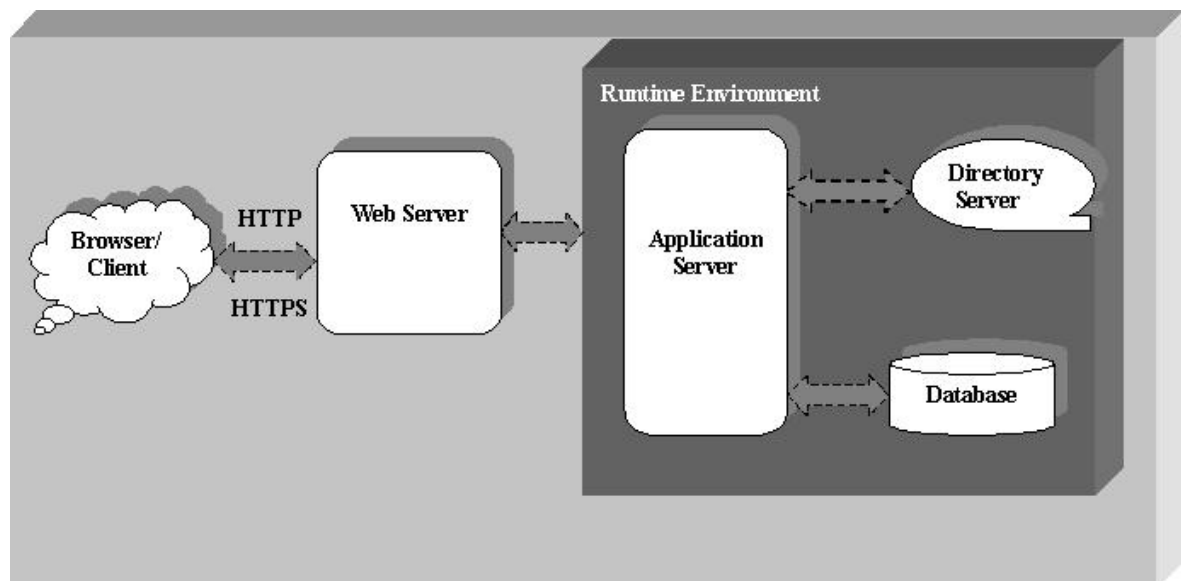 Runtime Environment
Browser/
Client
HTTP
HTTPS
Web Server
Application
Server
Directory
Server
Database